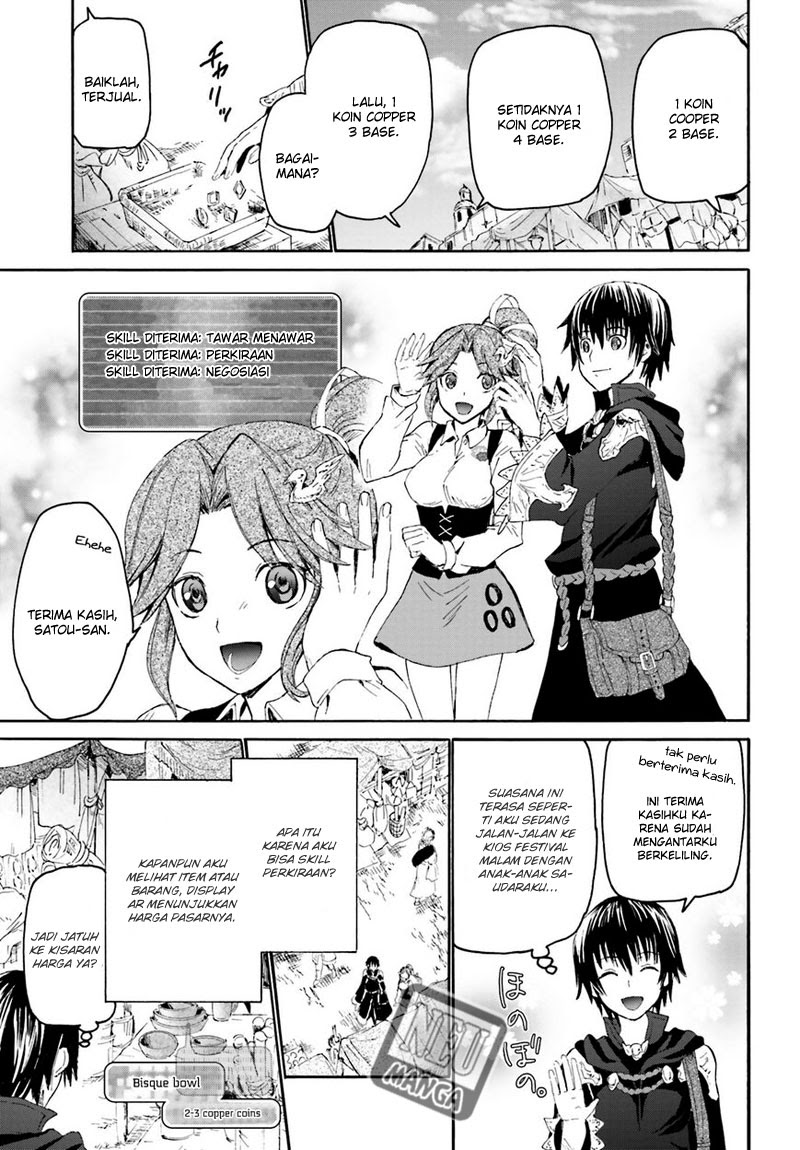 1
KOIN
COOPER
2 BASE.
SETIDAKNYA 1
KOIN COPPER
4 BASE.
LALU, 1
KOIN COPPER
3 BASE.
BAGAI-
MANA?
BAIKLAH,
TERJUAL.
チャリッ
SKILL DITERIMA: TAWAR MENAWAR
SKILL DITERIMA: PERKIRAAN
SKILL DITERIMA: NEGOSIASI
Ehehe
TERIMA KASIH,
SATOU-SAN.
tak perlu
berterima kasih.
INI TERIMA
KASIHKU KA-
RENA SUDAH
MENGANTARKU
BERKELILING.
SUASANA INI
TERASA SEPER-
TI AKU SEDANG
JALAN-JALAN KE
KIOS FESTIVAL
MALAM DENGAN
ANAK-ANAK SA-
UDARAKU...
ほのぼの。
APA ITU
KARENA AKU
BISA SKILL
PERKIRAAN?
KAPANPUN AKU
MELIHAT ITEM ATAU
BARANG, DISPLAY
AR MENUNJUKKAN
HARGA PASARNYA.
JADI JATUH
KE KISARAN
HARGA YA?
Bisque bowl
2-3 copper coins
NEU
MANGA